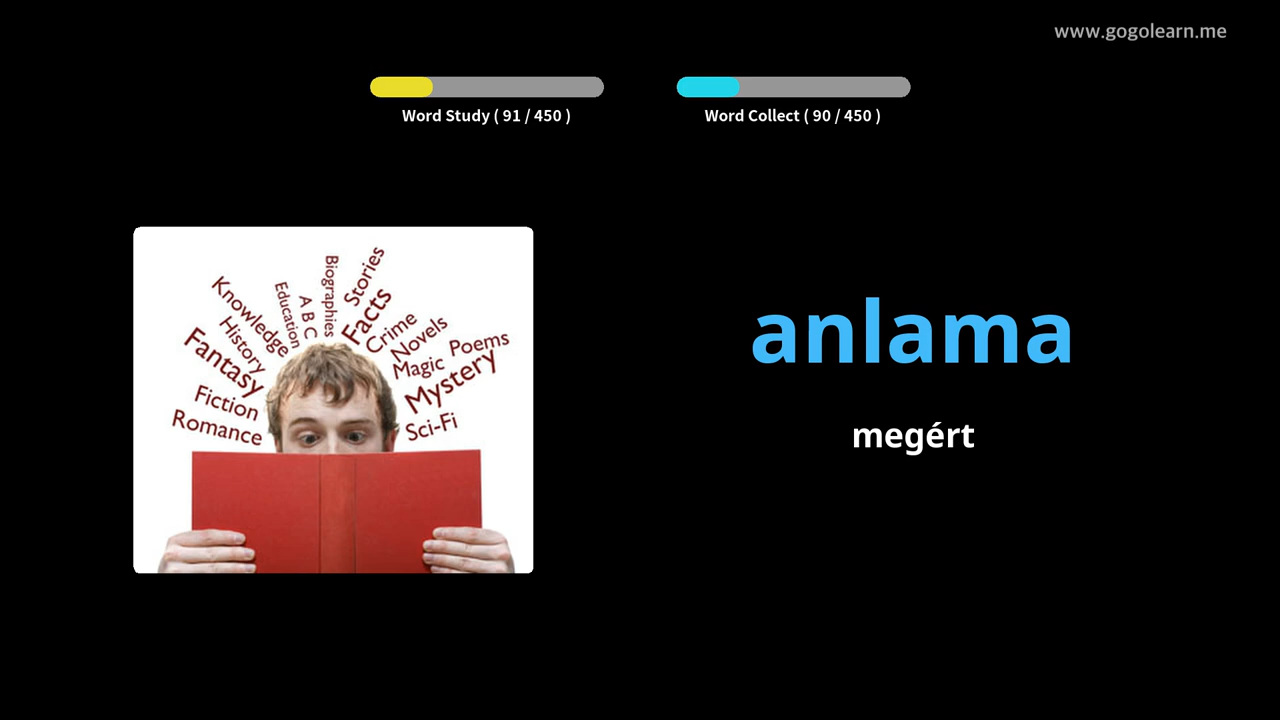 www.gogolearn.me
Word Study ( 91 / 450 )
Word Collect ( 90 / 450 )
Romance
Fiction
Fantasy
History
Knowledge
Education
A B C
Biographies
Stories
Facts
Crime
Novels
Magic
Poems
Mystery
Sci-Fi
anlama
megért